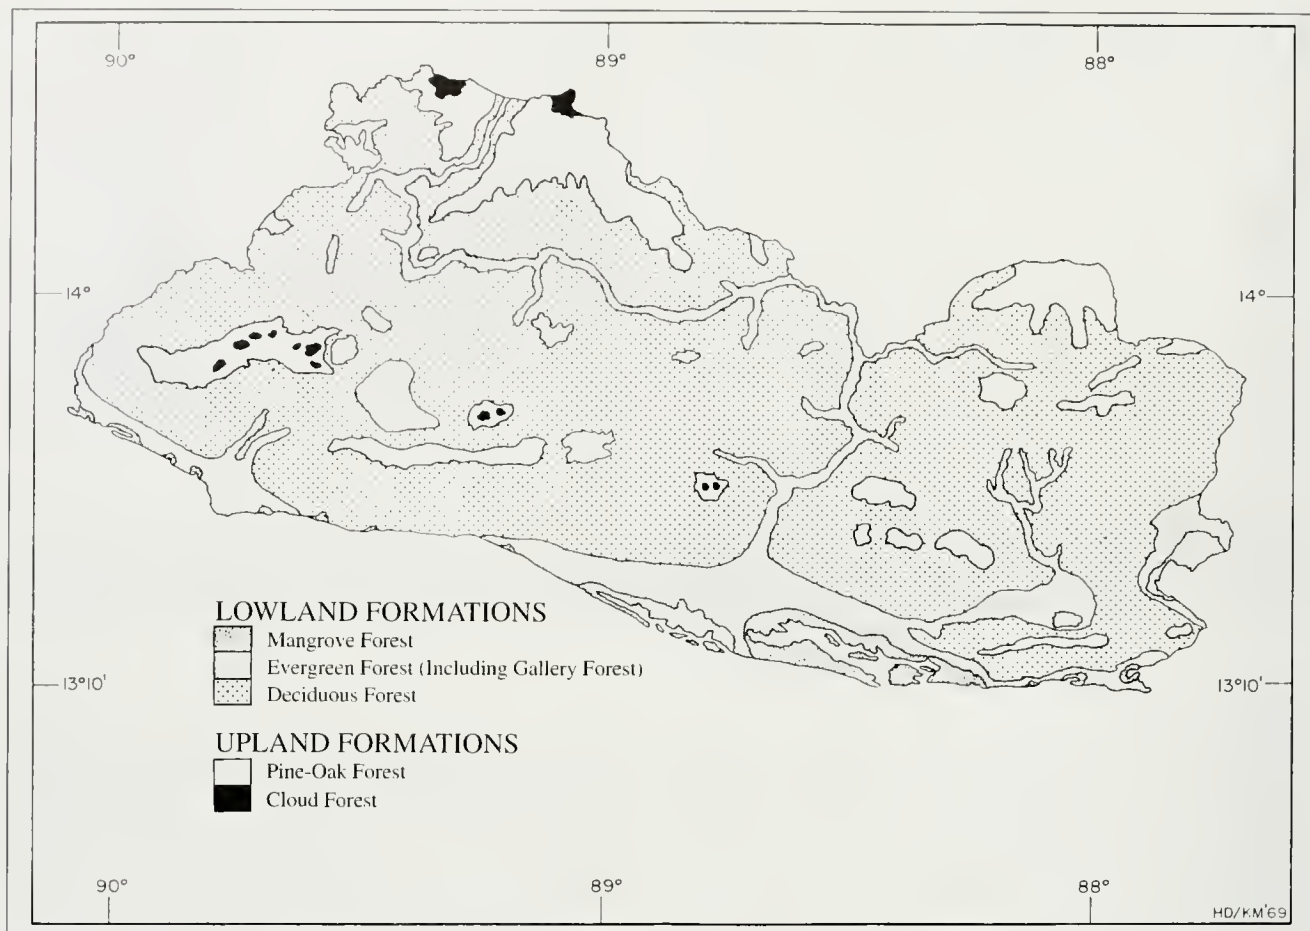 90° 89° 88°
14° 14°
LOWLAND FORMATIONS
Mangrove Forest
Evergreen Forest (Including Gallery Forest)
Deciduous Forest
13°10' 13°10'
UPLAND FORMATIONS
Pine-Oak Forest
Cloud Forest
90° 89° 88°
HD/KM'69